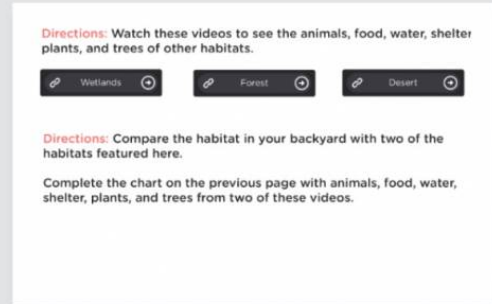 Directions: Watch these videos to see the animals, food, water, shelter
plants, and trees of other habitats.
Wetlands
Forest
Desert
Directions: Compare the habitat in your backyard with two of the
habitats featured here.
Complete the chart on the previous page with animals, food, water,
shelter, plants, and trees from two of these videos.